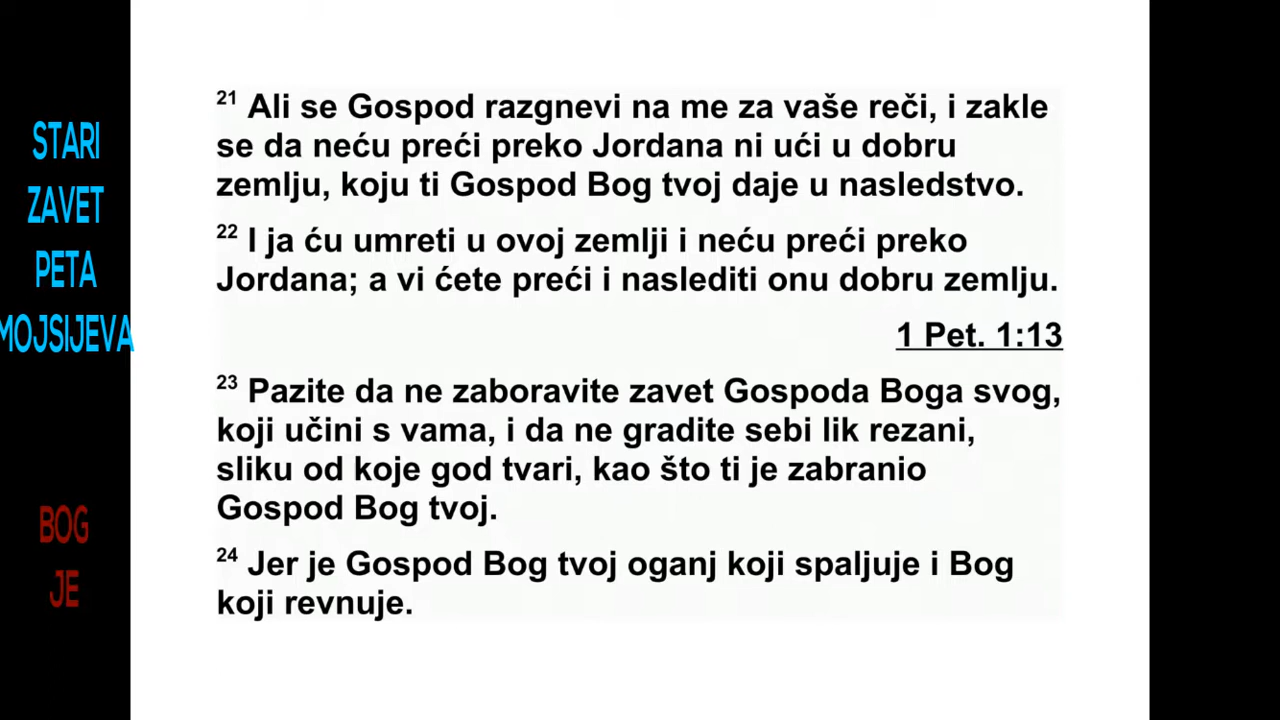 STARI
ZAVET
PETA
MOJSIJEVA
BOG
JE
21 Ali se Gospod razgnevi na me za vaše reči, i zakle
se da neću preći preko Jordana ni ući u dobru
zemlju, koju ti Gospod Bog tvoj daje u nasledstvo.
22 I ja ću umreti u ovoj zemlji i neću preći preko
Jordana; a vi ćete preći i naslediti onu dobru zemlju.
1 Pet. 1:13
23 Pazite da ne zaboravite zavet Gospoda Boga svog,
koji učini s vama, i da ne gradite sebi lik rezani,
sliku od koje god tvari, kao što ti je zabranio
Gospod Bog tvoj.
24 Jer je Gospod Bog tvoj oganj koji spaljuje i Bog
koji revnuje.